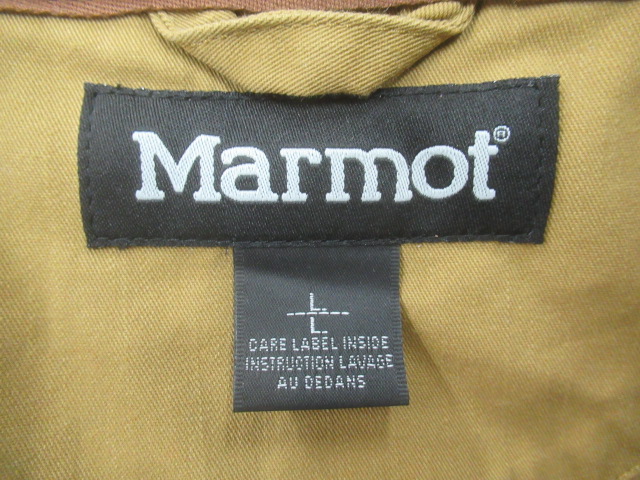 Marmot®
L.
L.
CARE LABEL INSIDE
INSTRUCTION LAVAGE
AU DEDANS